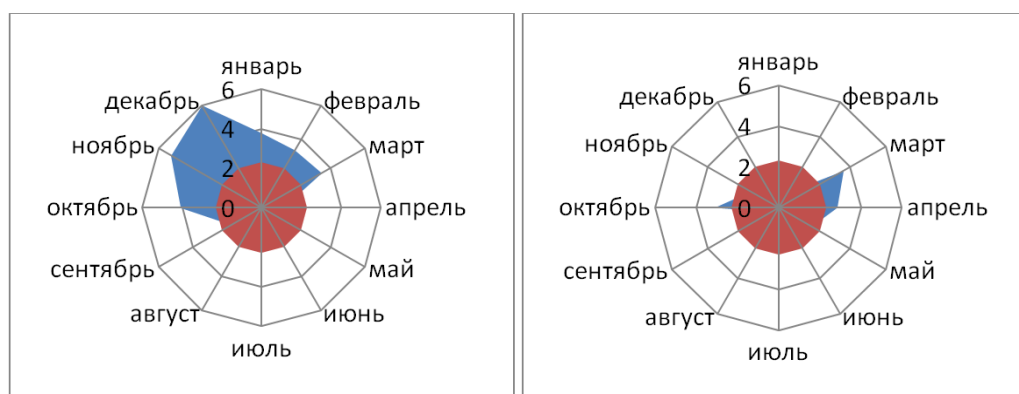 январь
февраль
март
апрель
май
июнь
июль
август
сентябрь
октябрь
ноябрь
декабрь
6
4
2
0
январь
февраль
март
апрель
май
июнь
июль
август
сентябрь
октябрь
ноябрь
декабрь
6
4
2
0